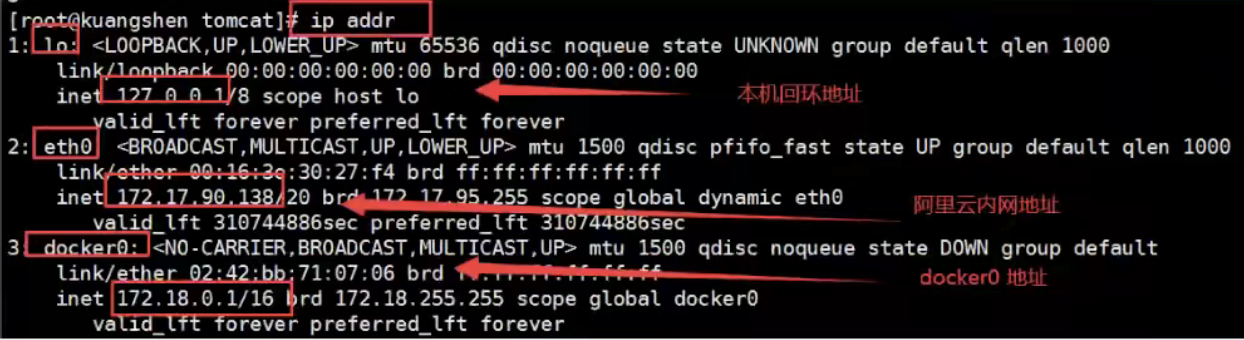 [root@kuangshen tomcat]# ip addr
1: lo: <LOOPBACK,UP,LOWER_UP> mtu 65536 qdisc noqueue state UNKNOWN group default qlen 1000
link/loopback 00:00:00:00:00:00 brd 00:00:00:00:00:00
inet 127.0.0.1/8 scope host lo
本机回环地址
valid_lft forever preferred_lft forever
2: eth0 <BROADCAST,MULTICAST,UP,LOWER_UP> mtu 1500 qdisc pfifo_fast state UP group default qlen 1000
link/ether 00:16:3e:30:27:f4 brd ff:ff:ff:ff:ff:ff
inet 172.17.90.138/20 brd 172.17.95.255 scope global dynamic eth0
阿里云内网地址
valid_lft 310744886sec preferred_lft 310744886sec
3: docker0: <NO-CARRIER,BROADCAST,MULTICAST,UP> mtu 1500 qdisc noqueue state DOWN group default
link/ether 02:42:bb:71:07:06 brd ff:ff:ff:ff:ff:ff
docker0 地址
inet 172.18.0.1/16 brd 172.18.255.255 scope global docker0
valid_lft forever preferred_lft forever